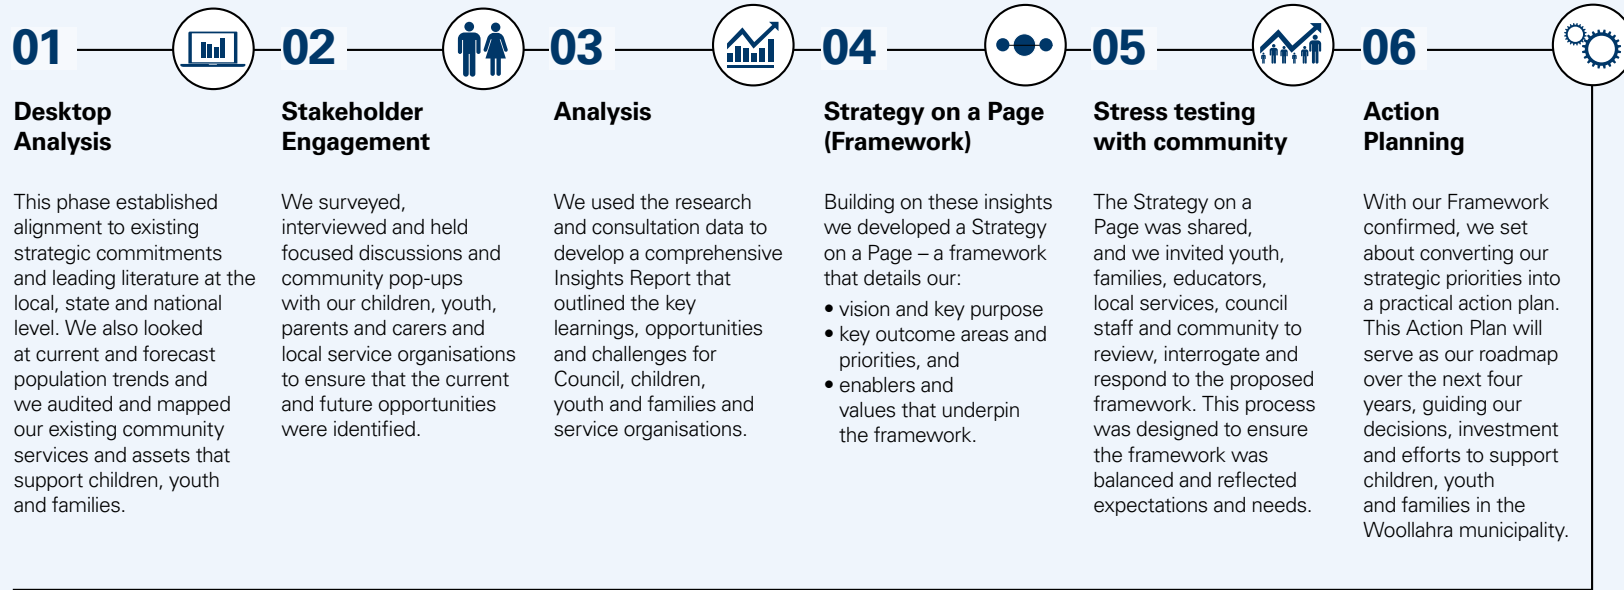 01
Desktop
Analysis
This phase established
alignment to existing
strategic commitments
and leading literature at the
local, state and national
level. We also looked
at current and forecast
population trends and
we audited and mapped
our existing community
services and assets that
support children, youth
and families.
02
Stakeholder
Engagement
We surveyed,
interviewed and held
focused discussions and
community pop-ups
with our children, youth,
parents and carers and
local service organisations
to ensure that the current
and future opportunities
were identified.
03
Analysis
We used the research
and consultation data to
develop a comprehensive
Insights Report that
outlined the key
learnings, opportunities
and challenges for
Council, children,
youth and families and
service organisations.
04
Strategy on a Page
(Framework)
Building on these insights
we developed a Strategy
on a Page – a framework
that details our:
• vision and key purpose
• key outcome areas and
priorities, and
• enablers and
values that underpin
the framework.
05
Stress testing
with community
The Strategy on a
Page was shared,
and we invited youth,
families, educators,
local services, council
staff and community to
review, interrogate and
respond to the proposed
framework. This process
was designed to ensure
the framework was
balanced and reflected
expectations and needs.
06
Action
Planning
With our Framework
confirmed, we set
about converting our
strategic priorities into
a practical action plan.
This Action Plan will
serve as our roadmap
over the next four
years, guiding our
decisions, investment
and efforts to support
children, youth
and families in the
Woollahra municipality.